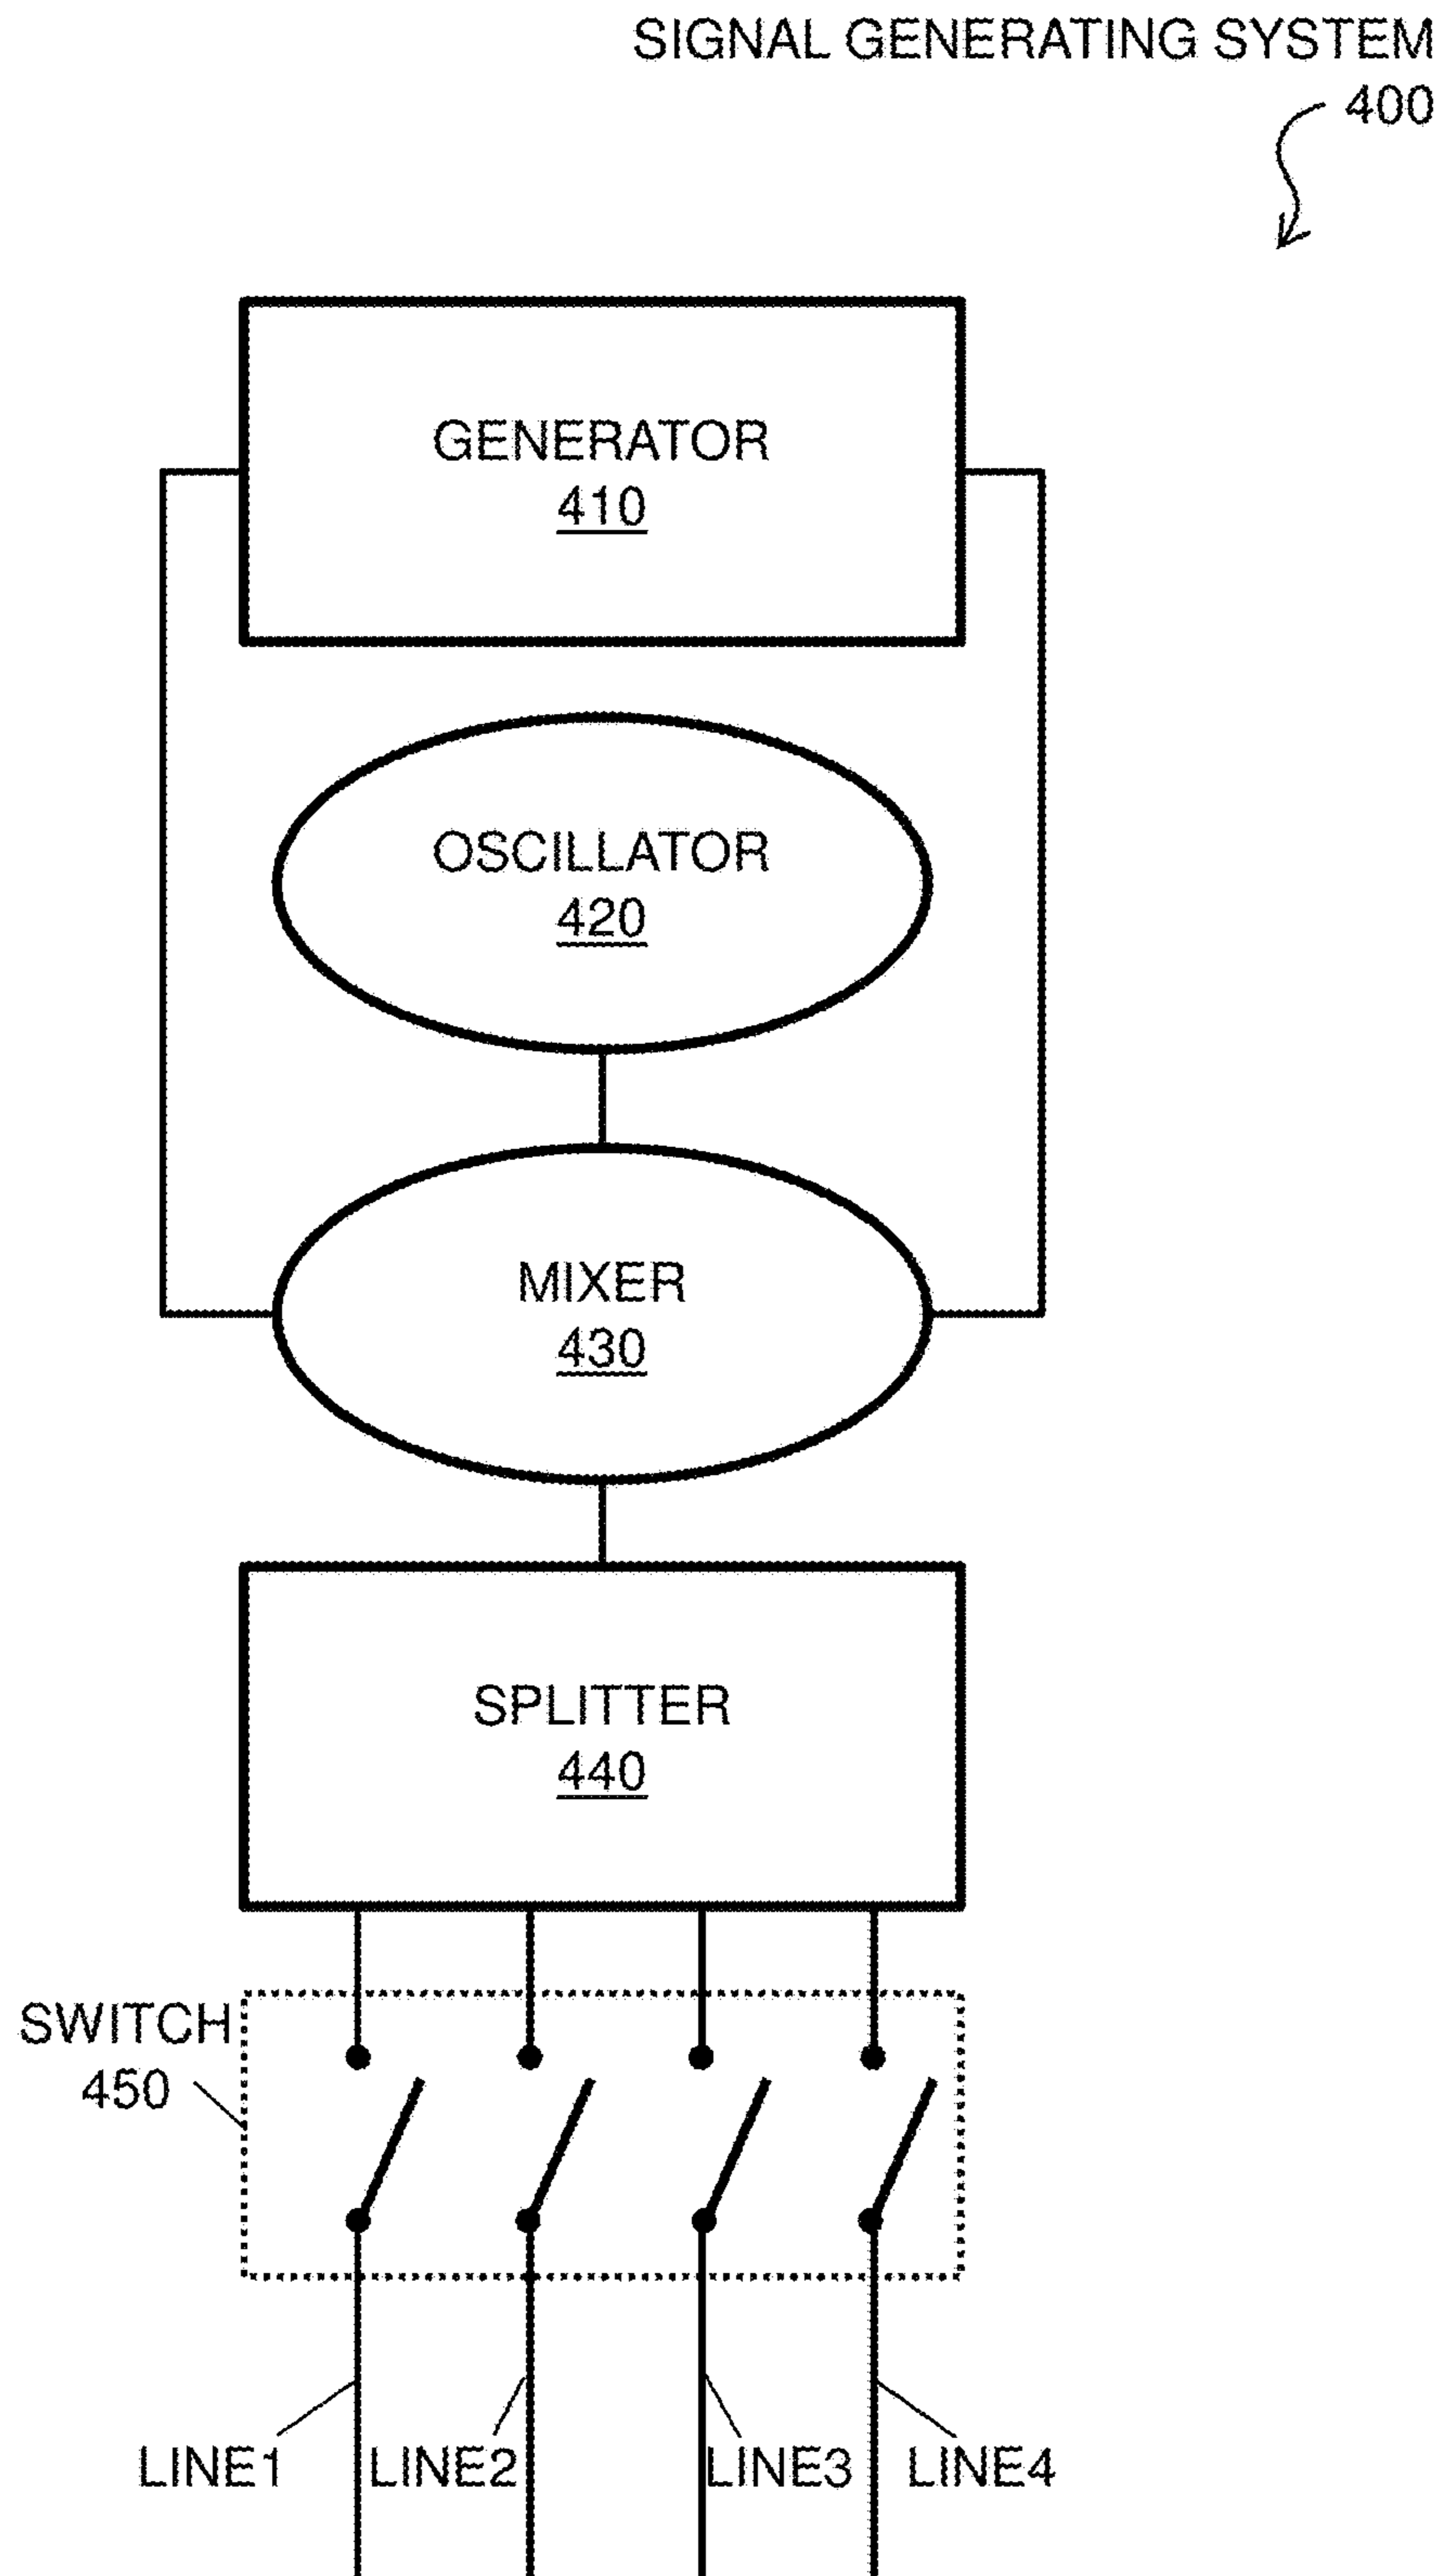 SIGNAL GENERATING SYSTEM
400
GENERATOR
410
OSCILLATOR
420
MIXER
430
SPLITTER
440
SWITCH
450
LINE1 LINE2 LINE3 LINE4